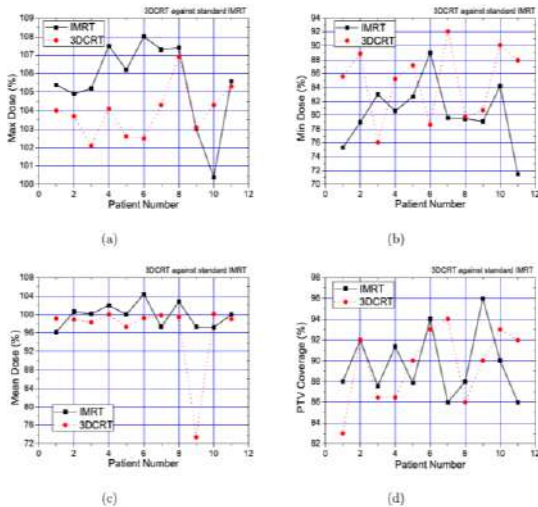 3DCRT against standard IMRT
109
108
107
106
105
104
103
102
101
100
IMRT
3DCRT
Max Dose (%)
0 2 4 6 8 10 12
Patient Number
(a)
3DCRT against standard IMRT
94
92
90
88
86
84
82
80
78
76
74
72
70
IMRT
3DCRT
Min Dose (%)
0 2 4 6 8 10 12
Patient Number
(b)
3DCRT against standard IMRT
108
104
100
96
92
88
84
80
76
72
IMRT
3DCRT
Mean Dose (%)
0 2 4 6 8 10 12
Patient Number
(c)
3DCRT against standard IMRT
98
96
94
92
90
88
86
84
82
IMRT
3DCRT
PTV Coverage (%)
0 2 4 6 8 10 12
Patient Number
(d)